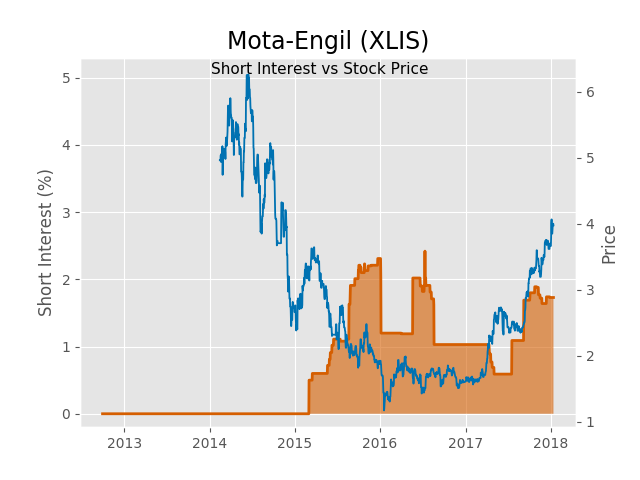 Mota-Engil (XLIS)
Short Interest vs Stock Price
Short Interest (%)
5
4
3
2
1
0
6
5
4
3
2
1
Price
2013 2014 2015 2016 2017 2018